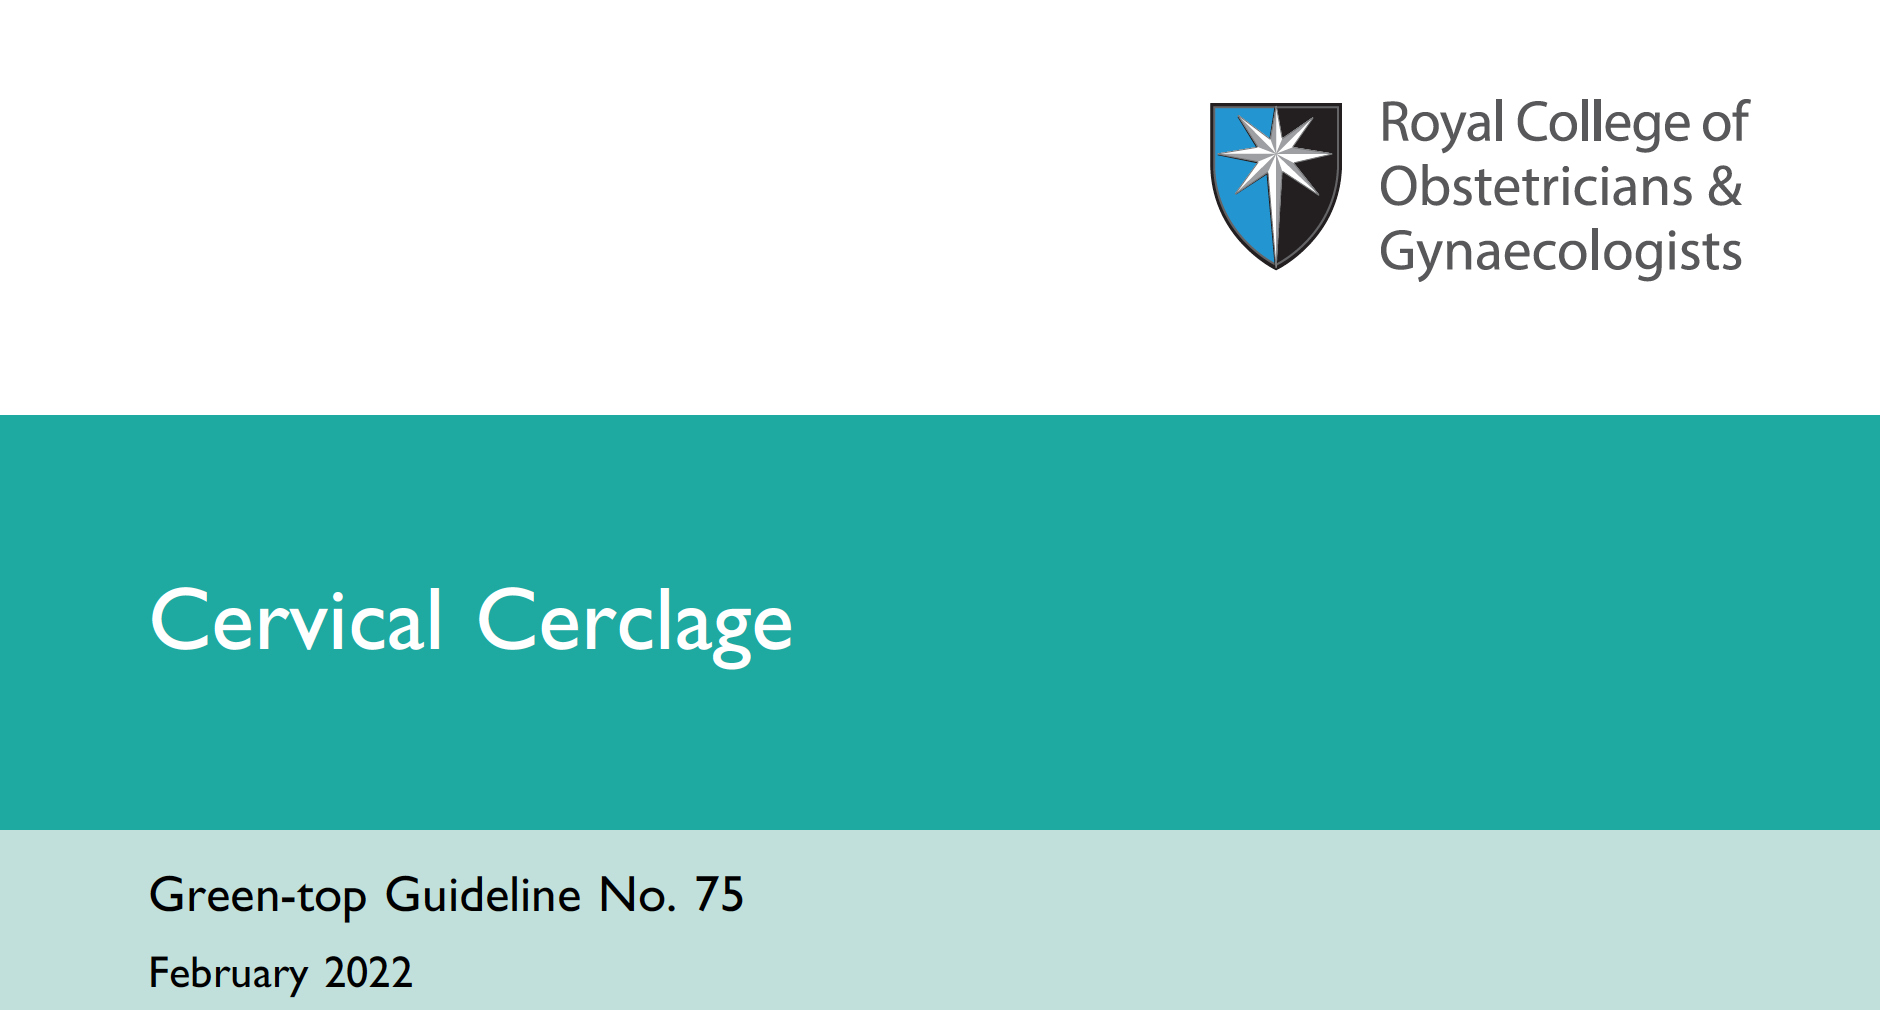 Royal College of
Obstetricians &
Gynaecologists
Cervical Cerclage
Green-top Guideline No. 75
February 2022